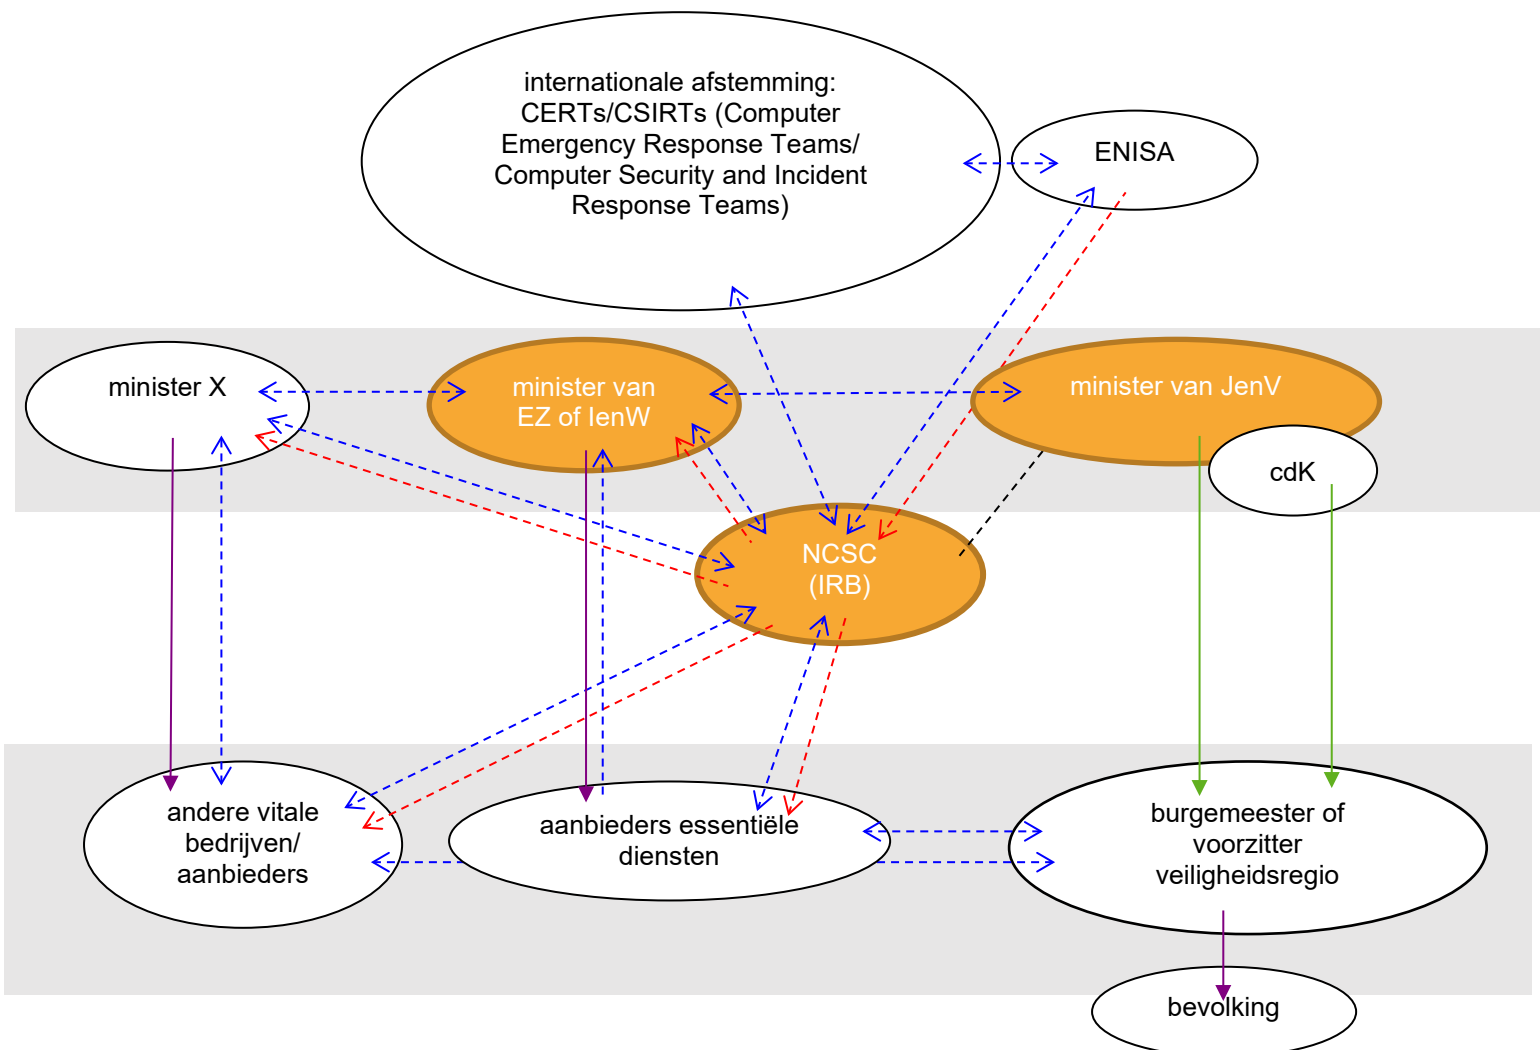 internationale afstemming:
CERTs/CSIRTs (Computer
Emergency Response Teams/
Computer Security and Incident
Response Teams)
ENISA
minister X
minister van
EZ of IenW
minister van JenV
cdK
NCSC
(IRB)
andere vitale
bedrijven/
aanbieders
aanbieders essentiële
diensten
burgemeester of
voorzitter
veiligheidsregio
bevolking